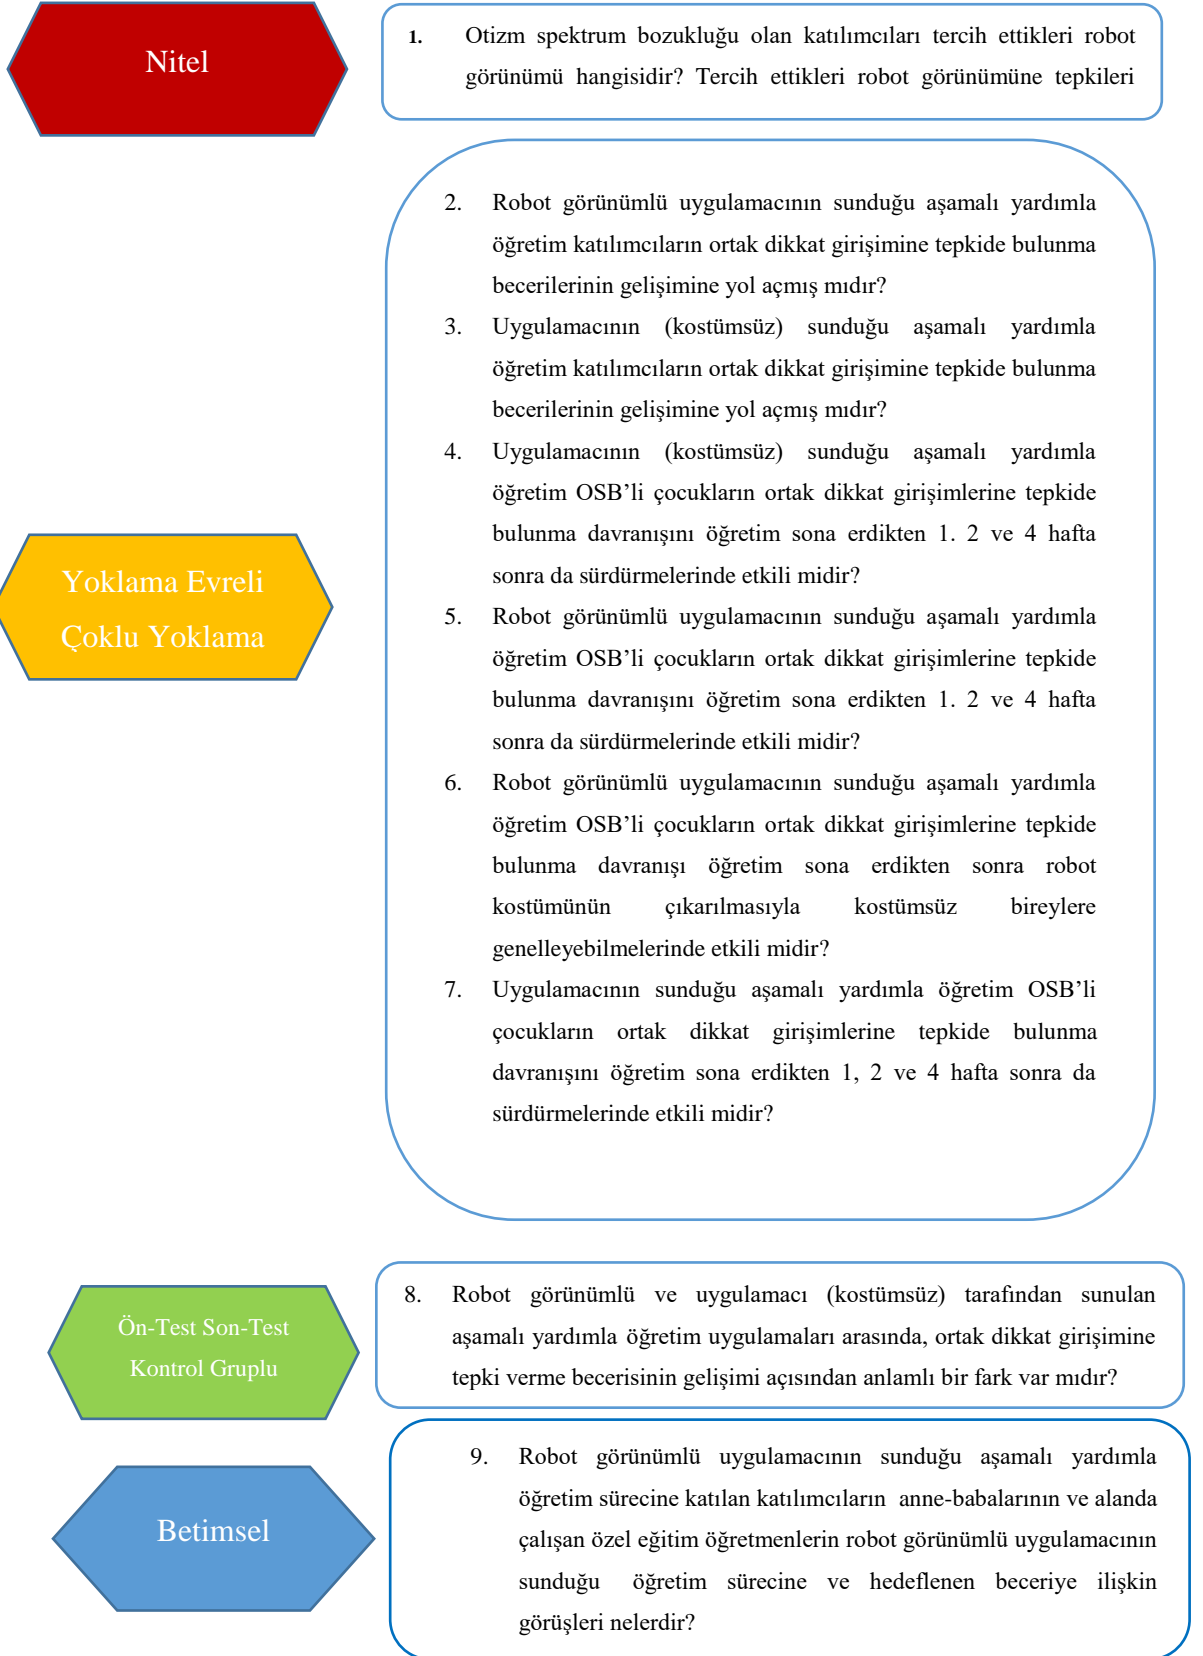 Nitel
1. Otizm spektrum bozukluğu olan katılımcıları tercih ettikleri robot
görünümü hangisidir? Tercih ettikleri robot görünümüne tepkileri
Yoklama Evreli
Çoklu Yoklama
2. Robot görünümlü uygulamacının sunduğu aşamalı yardımla
öğretim katılımcıların ortak dikkat girişimine tepkide bulunma
becerilerinin gelişimine yol açmış mıdır?
3. Uygulamacının (kostümsüz) sunduğu aşamalı yardımla
öğretim katılımcıların ortak dikkat girişimine tepkide bulunma
becerilerinin gelişimine yol açmış mıdır?
4. Uygulamacının (kostümsüz) sunduğu aşamalı yardımla
öğretim OSB’li çocukların ortak dikkat girişimlerine tepkide
bulunma davranışını öğretim sona erdikten 1. 2 ve 4 hafta
sonra da sürdürmelerinde etkili midir?
5. Robot görünümlü uygulamacının sunduğu aşamalı yardımla
öğretim OSB’li çocukların ortak dikkat girişimlerine tepkide
bulunma davranışını öğretim sona erdikten 1. 2 ve 4 hafta
sonra da sürdürmelerinde etkili midir?
6. Robot görünümlü uygulamacının sunduğu aşamalı yardımla
öğretim OSB’li çocukların ortak dikkat girişimlerine tepkide
bulunma davranışı öğretim sona erdikten sonra robot
kostümünün çıkarılmasıyla kostümsüz bireylere
genelleyebilmelerinde etkili midir?
7. Uygulamacının sunduğu aşamalı yardımla öğretim OSB’li
çocukların ortak dikkat girişimlerine tepkide bulunma
davranışını öğretim sona erdikten 1, 2 ve 4 hafta sonra da
sürdürmelerinde etkili midir?
Ön-Test Son-Test
Kontrol Gruplu
8. Robot görünümlü ve uygulamacı (kostümsüz) tarafından sunulan
aşamalı yardımla öğretim uygulamaları arasında, ortak dikkat girişimine
tepki verme becerisinin gelişimi açısından anlamlı bir fark var mıdır?
Betimsel
9. Robot görünümlü uygulamacının sunduğu aşamalı yardımla
öğretim sürecine katılan katılımcıların anne-babalarının ve alanda
çalışan özel eğitim öğretmenlerin robot görünümlü uygulamacının
sunduğu öğretim sürecine ve hedeflenen beceriye ilişkin
görüşleri nelerdir?